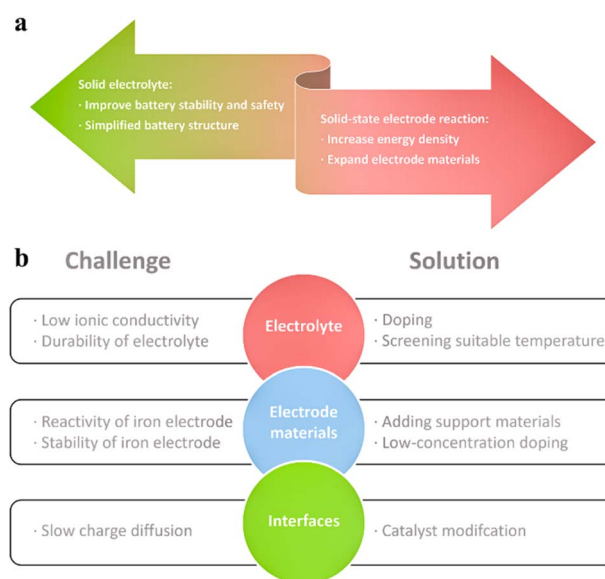 a
Solid electrolyte:
· Improve battery stability and safety
· Simplified battery structure
Solid-state electrode reaction:
· Increase energy density
· Expand electrode materials
b
Challenge
Solution
· Low ionic conductivity
· Durability of electrolyte
Electrolyte
· Doping
· Screening suitable temperature
· Reactivity of iron electrode
· Stability of iron electrode
Electrode
materials
· Adding support materials
· Low-concentration doping
· Slow charge diffusion
Interfaces
· Catalyst modifcation